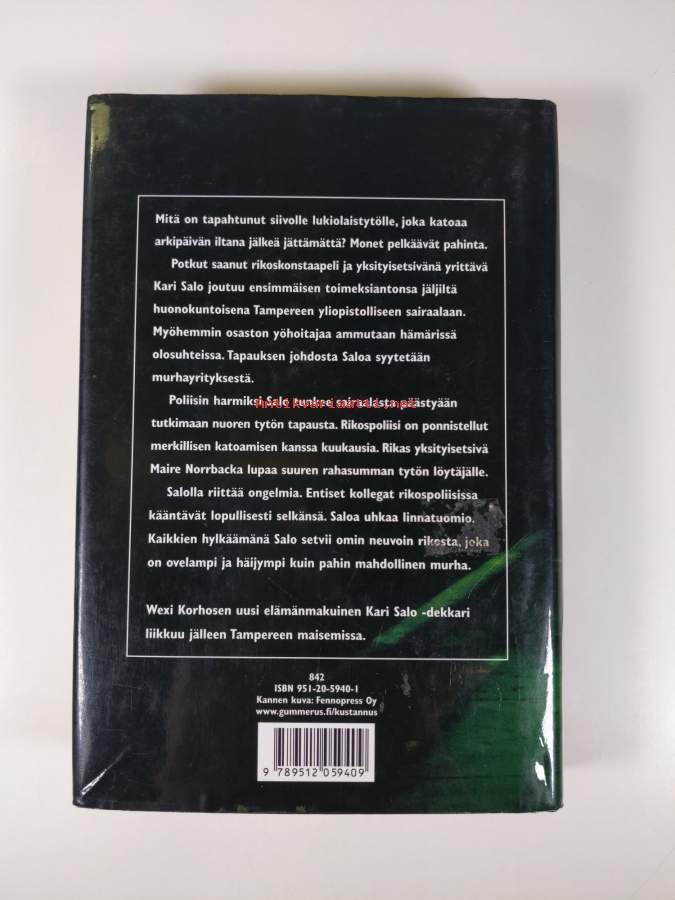 Mitä on tapahtunut siivolle lukiolaistytölle, joka katoaa
arkipäivän iltana jälkeä jättämättä? Monet pelkäävät pahinta.
Potkut saanut rikoskonstaapeli ja yksityisetsivänä yrittävä
Kari Salo joutuu ensimmäisen toimeksiantonsa jäljiltä
huonokuntoisena Tampereen yliopistolliseen sairaalaan.
Myöhemmin osaston yöhoitajaa ammutaan hämärissä
olosuhteissa. Tapauksen johdosta Saloa syytetään
murhayrityksestä.
Poliisin harmiksi Salo tunkee sairaalasta päästyään
antikvariaatti.net
tutkimaan nuoren tytön tapausta. Rikospoliisi on ponnistellut
merkillisen katoamisen kanssa kuukausia. Rikas yksityisetsivä
Maire Norrbacka lupaa suuren rahasumman tytön löytäjälle.
Salolla riittää ongelmia. Entiset kollegat rikospoliisissa
kääntävät lopullisesti selkänsä. Saloa uhkaa linnatuomio.
Kaikkien hylkäämänä Salo setvii omin neuvoin rikosta, joka
on ovelampi ja häijympi kuin pahin mahdollinen murha.
Wexi Korhosen uusi elämänmakuinen Kari Salo -dekkari
liikkuu jälleen Tampereen maisemissa.
842
ISBN 951-20-5940-1
Kannen kuva: Fennopress Oy
www.gummerus.fi/kustannus
9 789512 059409